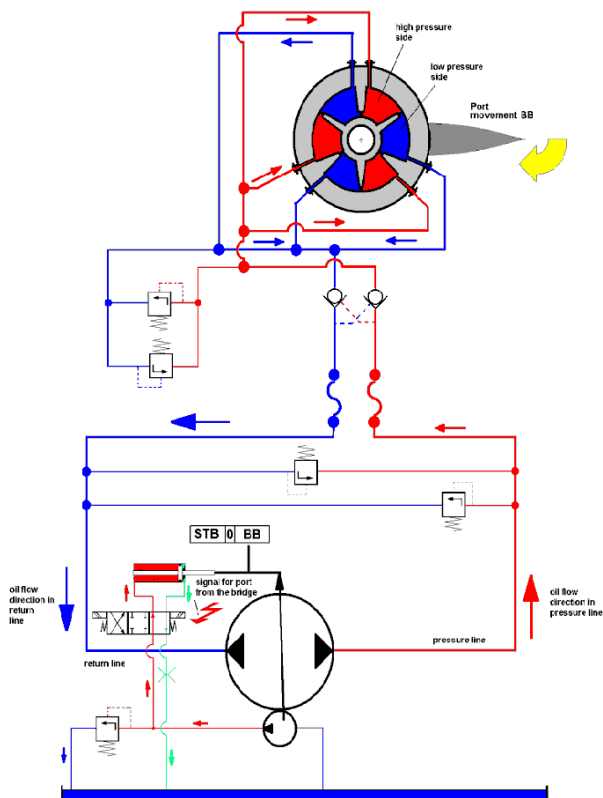 high pressure
side
low pressure
side
Port
movement BB
STB 0 BB
signal for port
from the bridge
oil flow
direction in
return
line
oil flow
direction in
pressure line
return line
pressure line